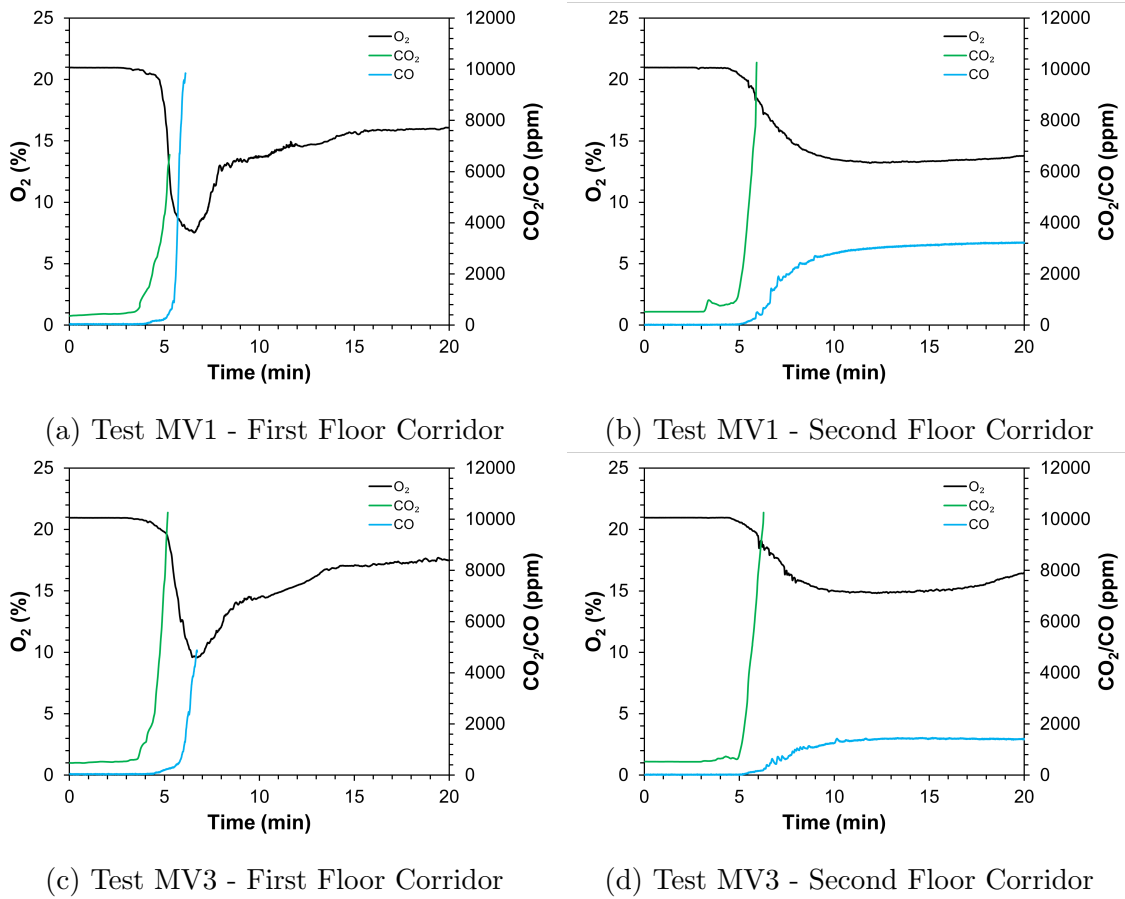 25
20
15
10
5
0
O₂ (%)
12000
10000
8000
6000
4000
2000
0
CO₂/CO (ppm)
O₂
CO₂
CO
0 5 10 15 20
Time (min)
(a) Test MV1 - First Floor Corridor
25
20
15
10
5
0
O₂ (%)
12000
10000
8000
6000
4000
2000
0
CO₂/CO (ppm)
O₂
CO₂
CO
0 5 10 15 20
Time (min)
(b) Test MV1 - Second Floor Corridor
25
20
15
10
5
0
O₂ (%)
12000
10000
8000
6000
4000
2000
0
CO₂/CO (ppm)
O₂
CO₂
CO
0 5 10 15 20
Time (min)
(c) Test MV3 - First Floor Corridor
25
20
15
10
5
0
O₂ (%)
12000
10000
8000
6000
4000
2000
0
CO₂/CO (ppm)
O₂
CO₂
CO
0 5 10 15 20
Time (min)
(d) Test MV3 - Second Floor Corridor